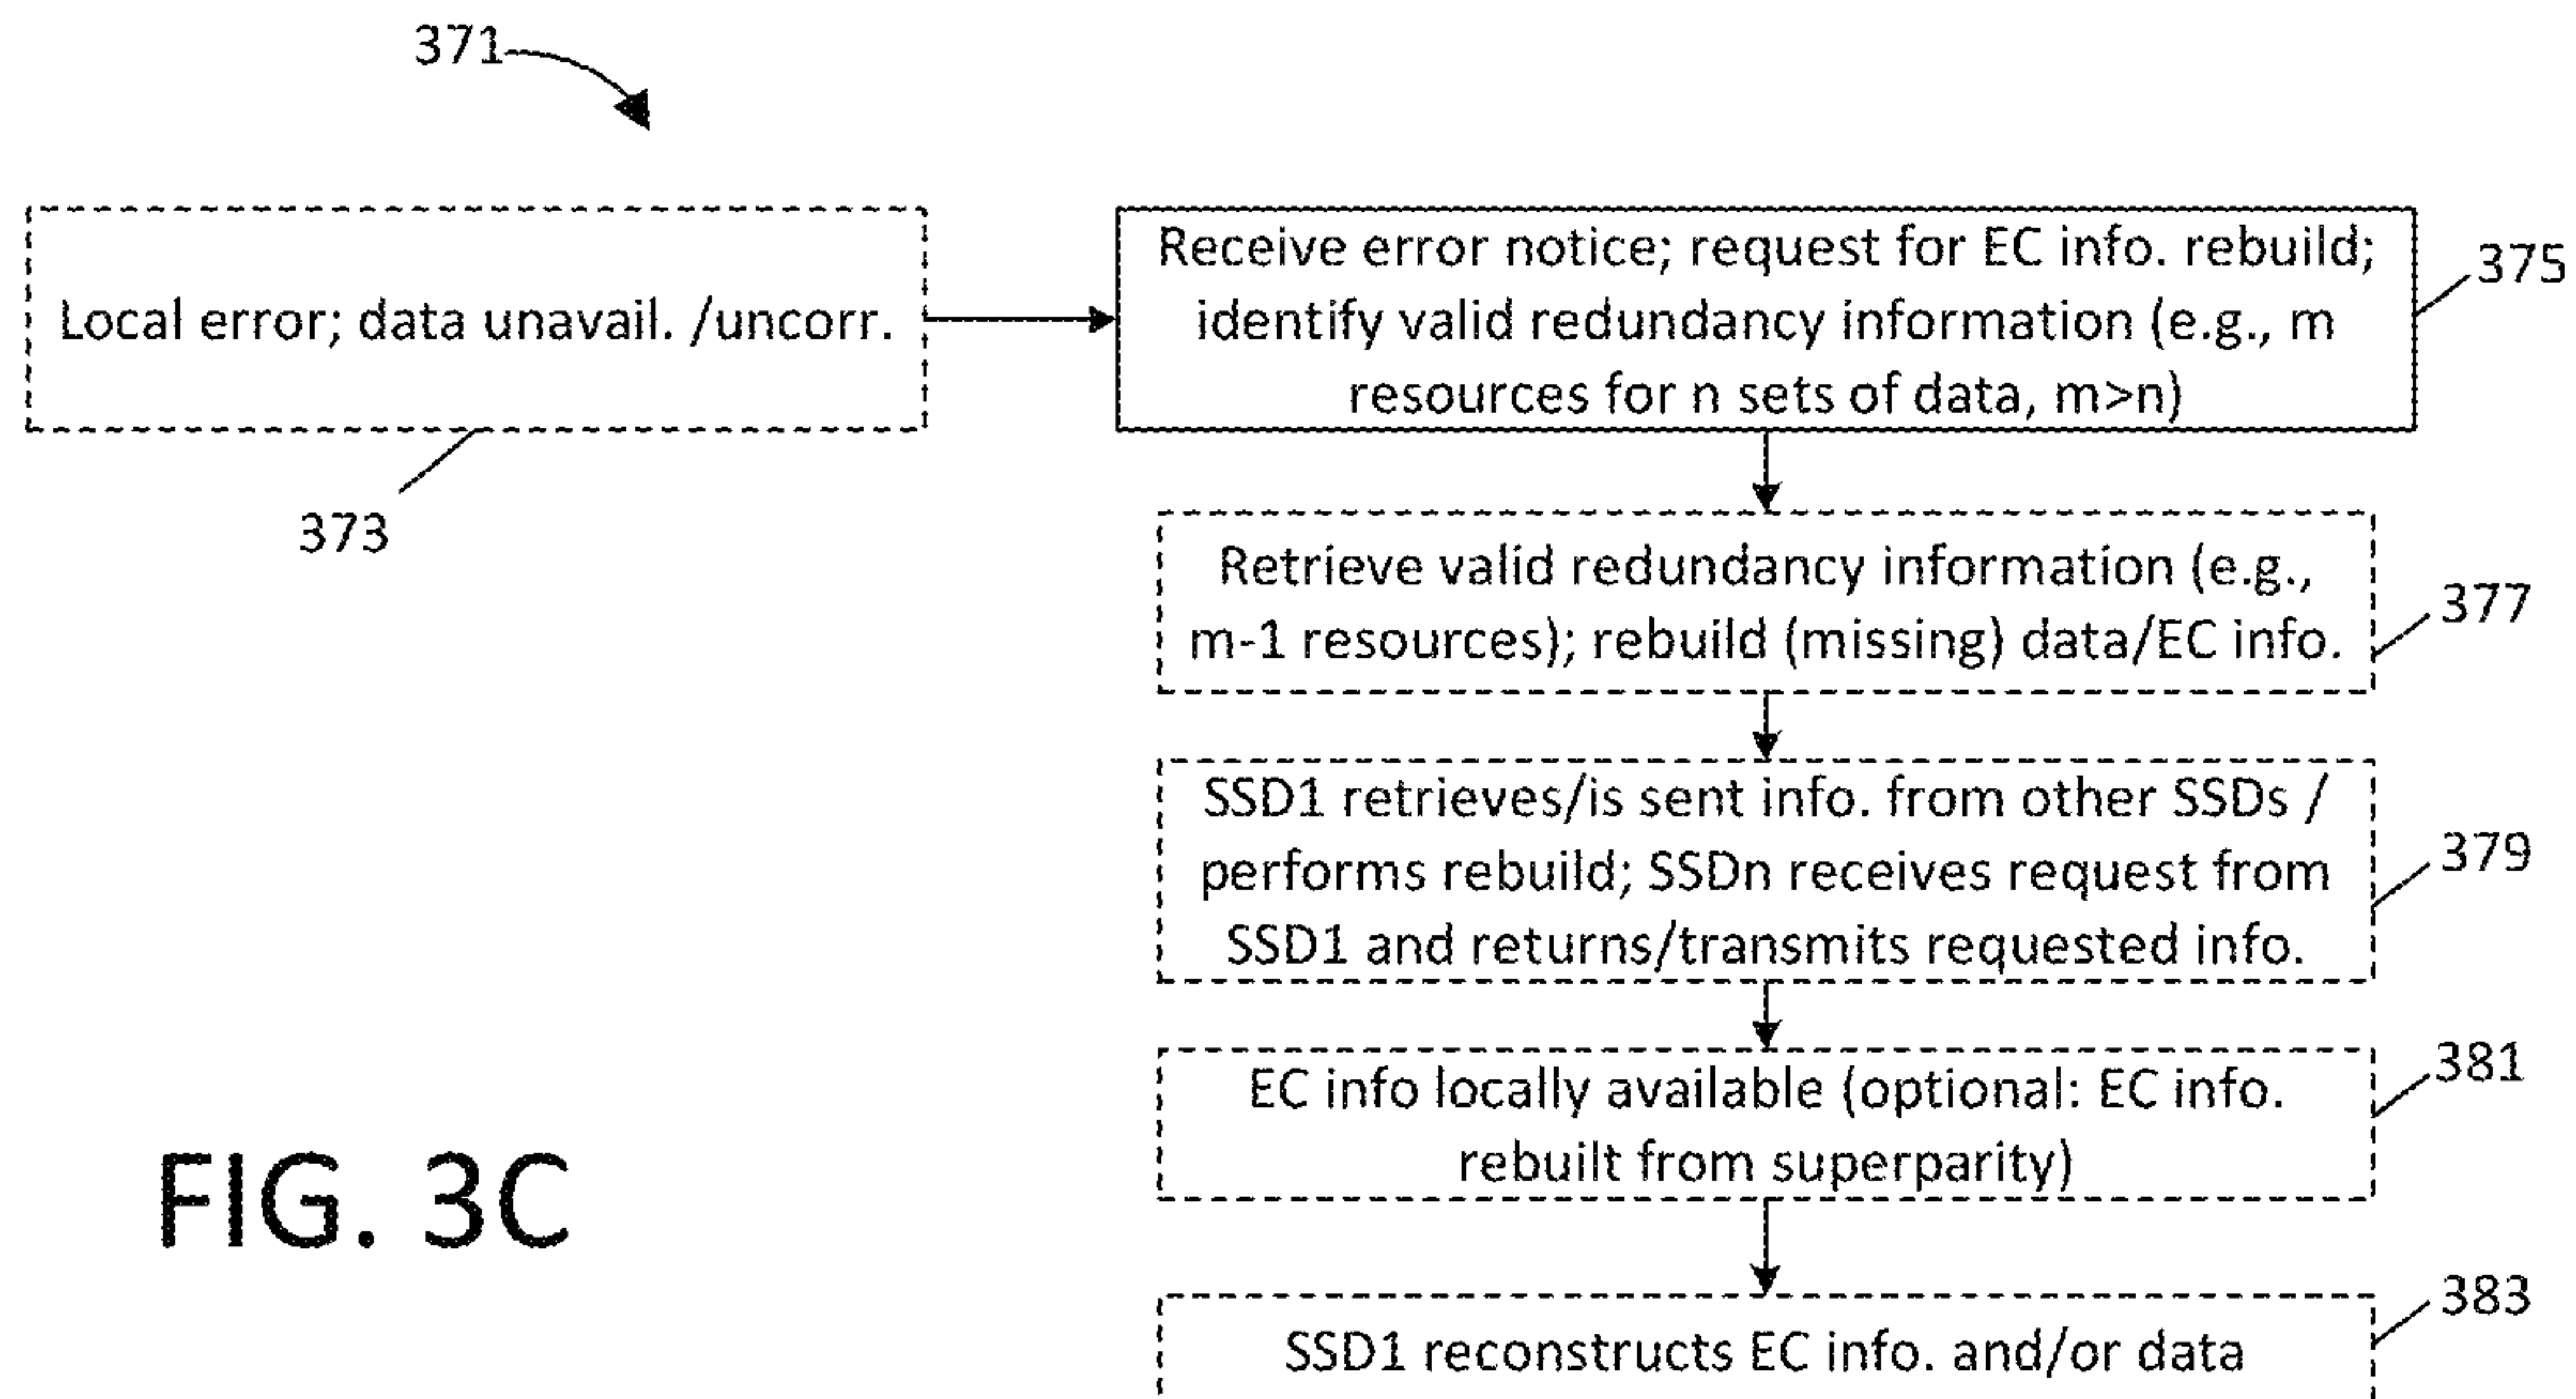 371
Local error; data unavail. /uncorr.
373
Receive error notice; request for EC info. rebuild;
identify valid redundancy information (e.g., m
resources for n sets of data, m>n)
375
Retrieve valid redundancy information (e.g.,
m-1 resources); rebuild (missing) data/EC info.
377
SSD1 retrieves/is sent info. from other SSDs /
performs rebuild; SSDn receives request from
SSD1 and returns/transmits requested info.
379
EC info locally available (optional: EC info.
rebuilt from superparity)
381
SSD1 reconstructs EC info. and/or data
383
FIG. 3C